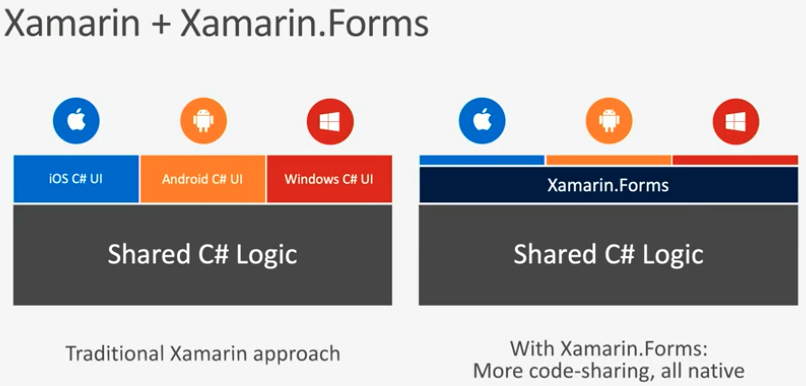 Xamarin + Xamarin.Forms
iOS C# UI
Android C# UI
Windows C# UI
Shared C# Logic
Traditional Xamarin approach
Xamarin.Forms
Shared C# Logic
With Xamarin.Forms:
More code-sharing, all native